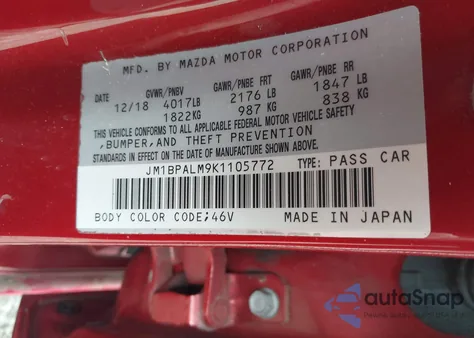 MFD. BY MAZDA MOTOR CORPORATION
DATE GVWR/PNBV GAWR/PNBE FRT GAWR/PNBE RR
12/18 4017LB 2176 LB 1847 LB
1822KG 987 KG 838 KG
THIS VEHICLE CONFORMS TO ALL APPLICABLE FEDERAL MOTOR VEHICLE SAFETY
,BUMPER,AND THEFT PREVENTION
STANDARDS IN EFFECT ON THE DATE OF MANUFACTURE SHOWN ABOVE.
JM1BPALM9K1105772 TYPE: PASS CAR
BODY COLOR CODE;46V MADE IN JAPAN
autoSnap